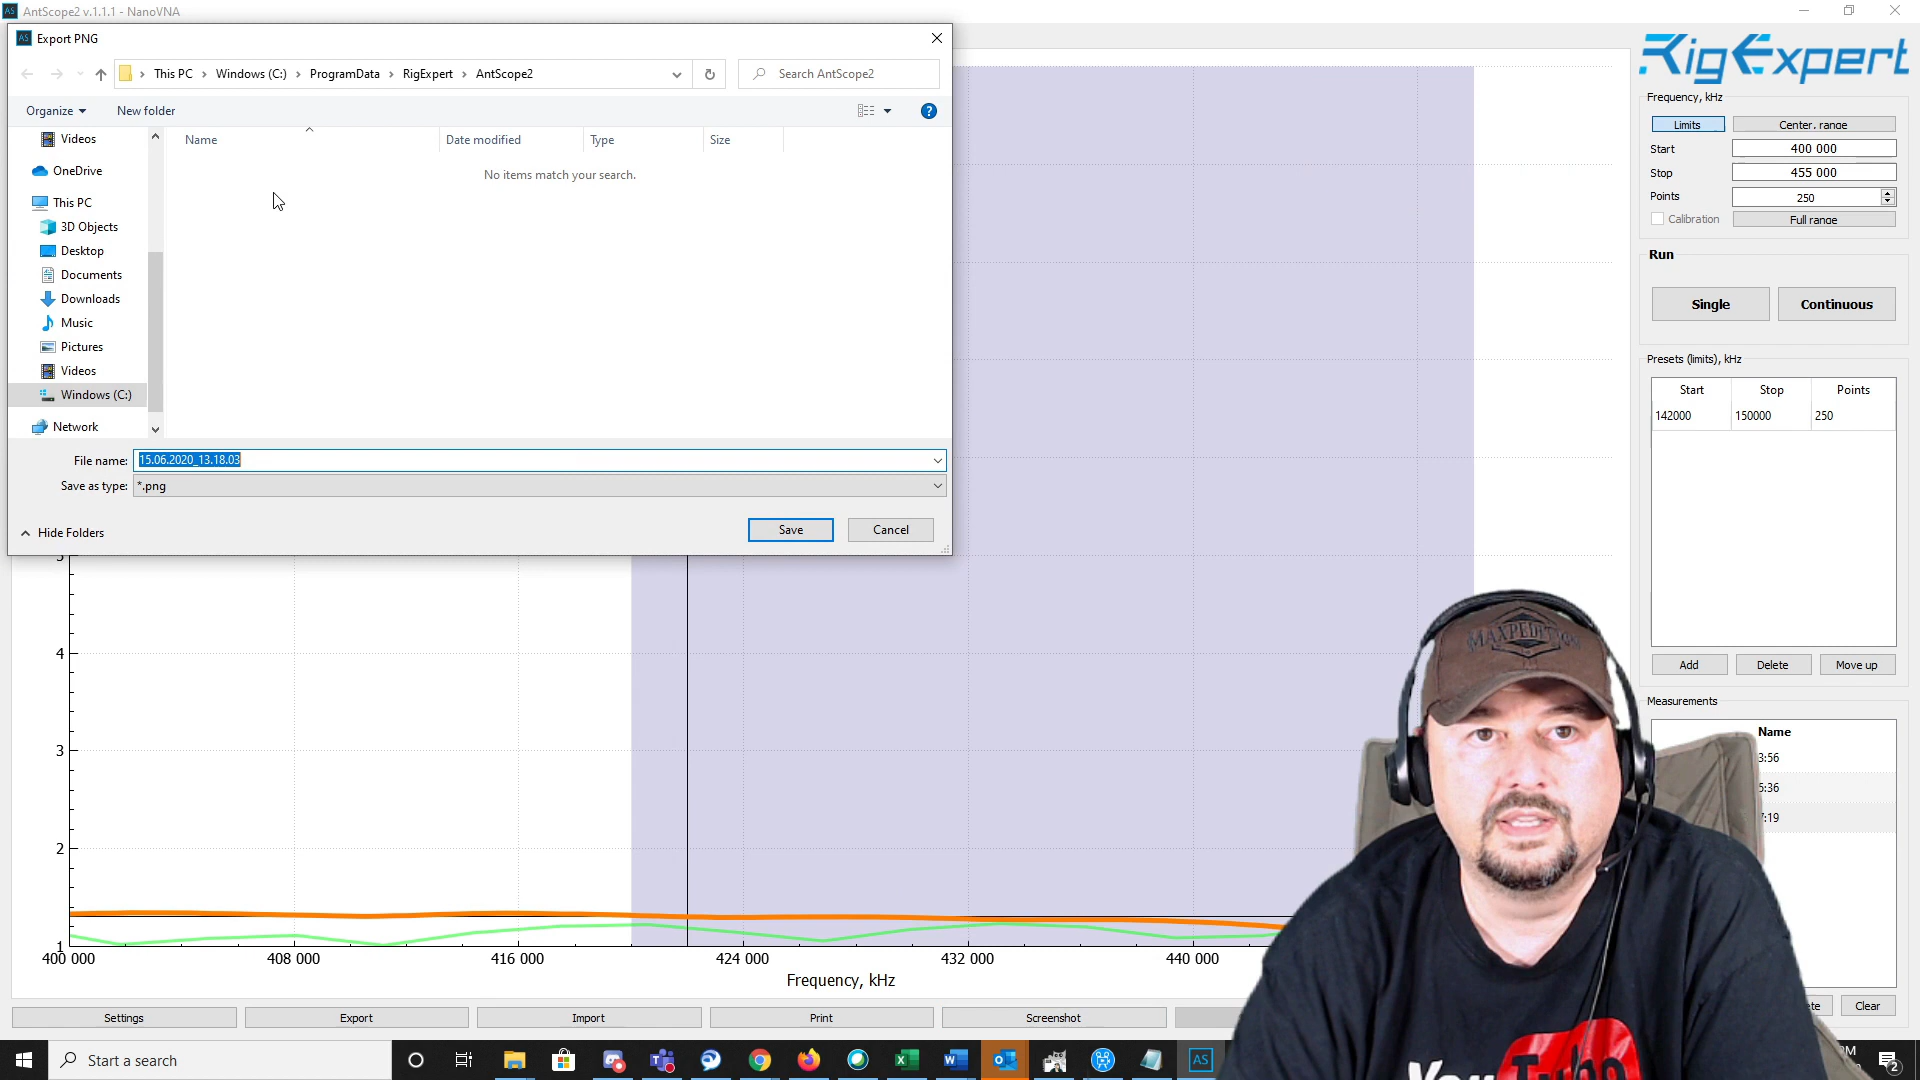 AntScope2 v.1.1.1 - NanoVNA
Export PNG
This PC > Windows (C:) > ProgramData > RigExpert > AntScope2
Search AntScope2
Organize
New folder
Name
Date modified
Type
Size
No items match your search.
Videos
OneDrive
This PC
3D Objects
Desktop
Documents
Downloads
Music
Pictures
Videos
Windows (C:)
Network
File name: 15.06.2020_13.18.03
Save as type: *.png
Hide Folders
Save
Cancel
RigExpert
Frequency, kHz
Limits
Center, range
Start 400 000
Stop 455 000
Points 250
Calibration
Full range
Run
Single
Continuous
Presets (limits), kHz
Start Stop Points
142000 150000 250
Add
Delete
Move up
Measurements
Name
3:56
5:36
7:19
Clear
4
3
2
1
400 000
408 000
416 000
424 000
432 000
440 000
Frequency, kHz
Settings
Export
Import
Print
Screenshot
MAXPEDITION
Start a search
AS
2